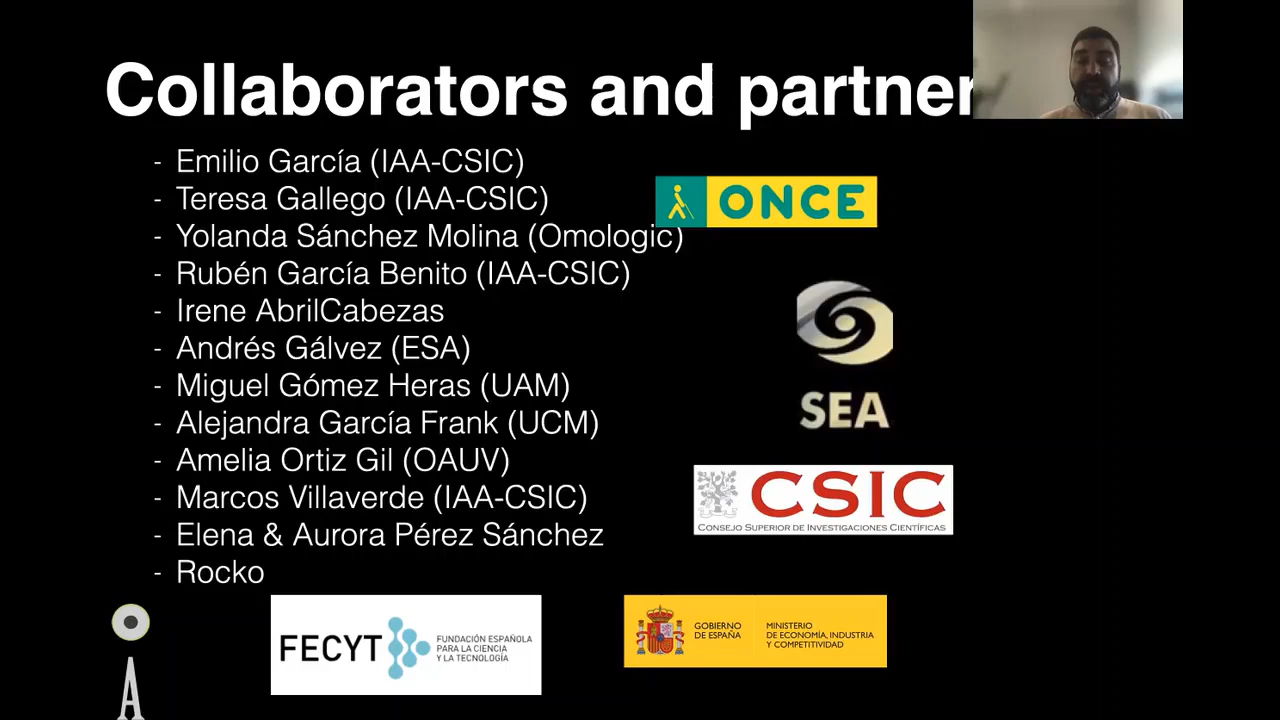 Collaborators and partner
- Emilio García (IAA-CSIC)
- Teresa Gallego (IAA-CSIC)
- Yolanda Sánchez Molina (Omologic)
- Rubén García Benito (IAA-CSIC)
- Irene AbrilCabezas
- Andrés Gálvez (ESA)
- Miguel Gómez Heras (UAM)
- Alejandra García Frank (UCM)
- Amelia Ortiz Gil (OAUV)
- Marcos Villaverde (IAA-CSIC)
- Elena & Aurora Pérez Sánchez
- Rocko
ONCE
SEA
CSIC
CONSEJO SUPERIOR DE INVESTIGACIONES CIENTÍFICAS
FECYT
FUNDACIÓN ESPAÑOLA
PARA LA CIENCIA
Y LA TECNOLOGÍA
GOBIERNO
DE ESPAÑA
MINISTERIO
DE ECONOMÍA, INDUSTRIA
Y COMPETITIVIDAD